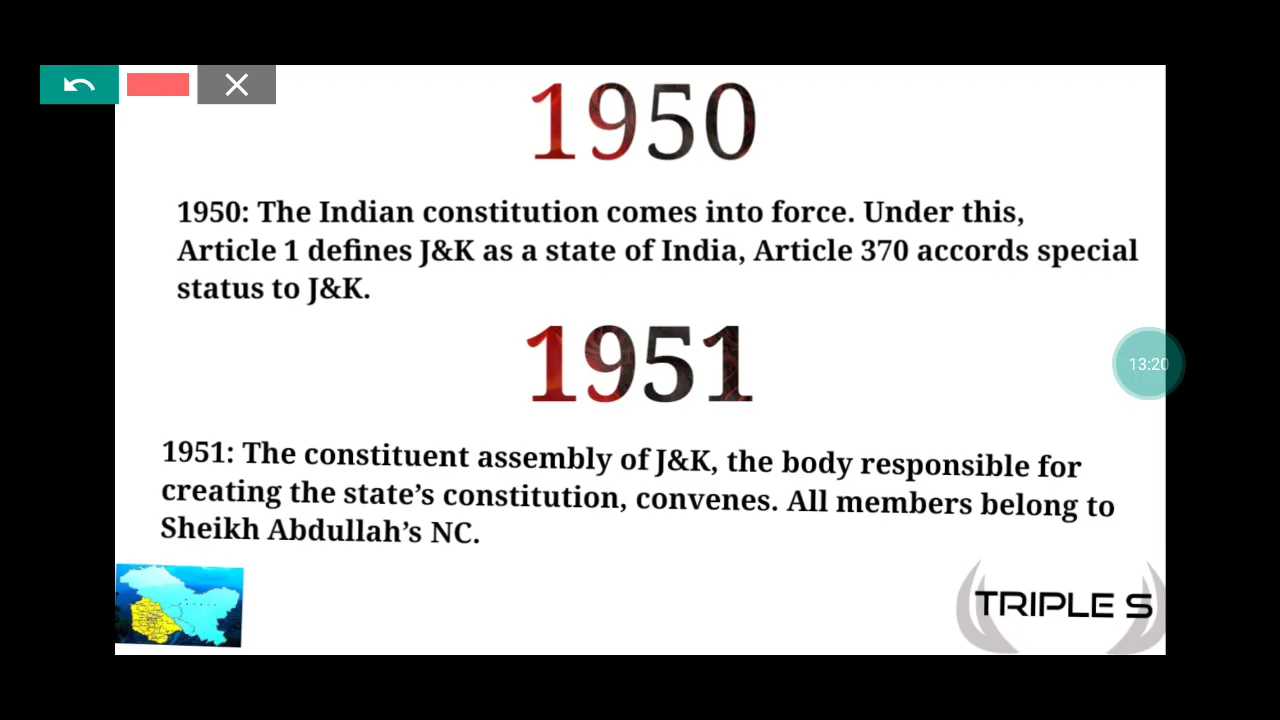 1950
1950: The Indian constitution comes into force. Under this,
Article 1 defines J&K as a state of India, Article 370 accords special
status to J&K.
1951
13:20
1951: The constituent assembly of J&K, the body responsible for
creating the state’s constitution, convenes. All members belong to
Sheikh Abdullah’s NC.
TRIPLE S